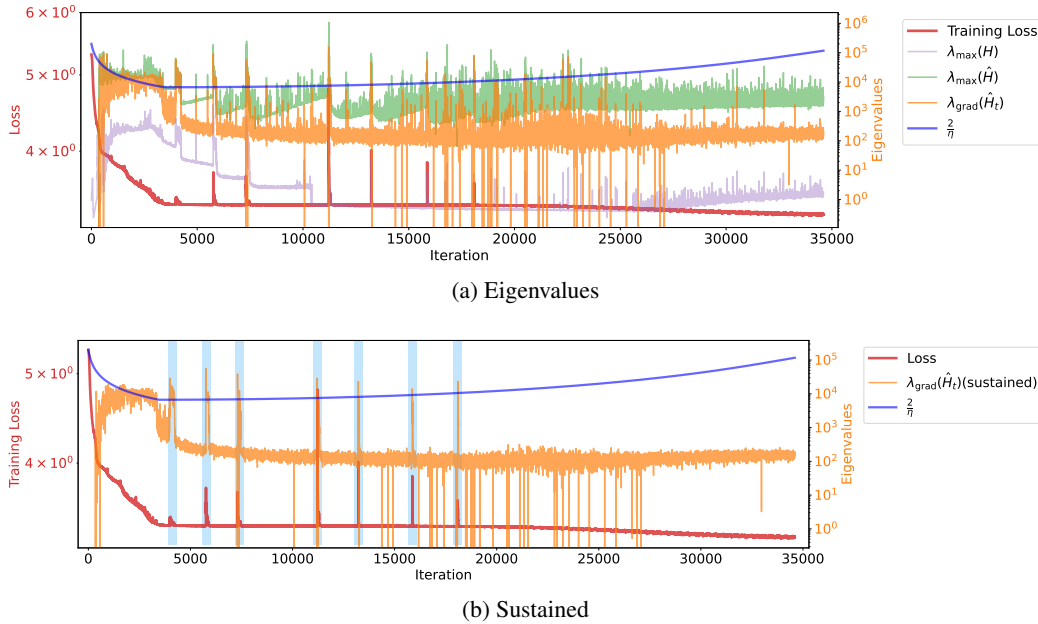 6 × 10⁰
5 × 10⁰
4 × 10⁰
Loss
10⁶
10⁵
10⁴
10³
10²
10¹
10⁰
Eigenvalues
0 5000 10000 15000 20000 25000 30000 35000
Iteration
Training Loss
λmax(H)
λmax(Ĥ)
λgrad(Ĥt)
2/η
(a) Eigenvalues
5 × 10⁰
4 × 10⁰
Training Loss
10⁵
10⁴
10³
10²
10¹
10⁰
Eigenvalues
0 5000 10000 15000 20000 25000 30000 35000
Iteration
Loss
λgrad(Ĥt)(sustained)
2/η
(b) Sustained